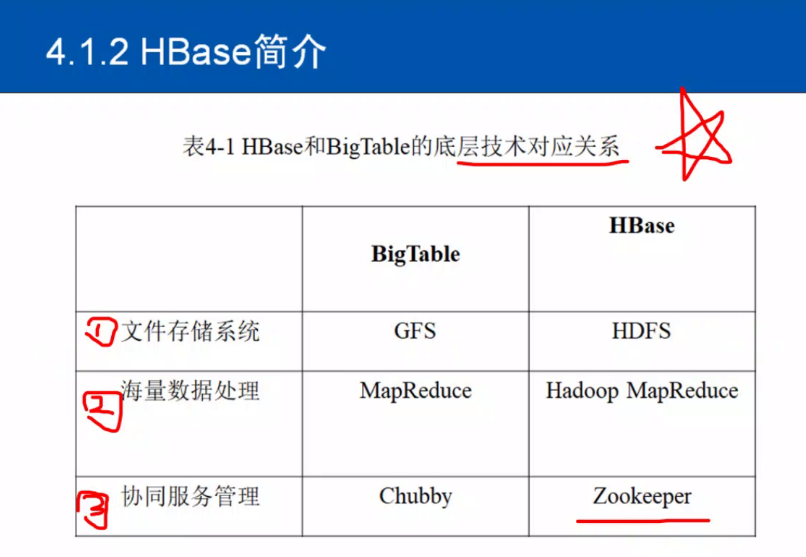 4.1.2 HBase简介
表4-1 HBase和BigTable的底层技术对应关系
BigTable HBase
① 文件存储系统 GFS HDFS
2 海量数据处理 MapReduce Hadoop MapReduce
3 协同服务管理 Chubby Zookeeper